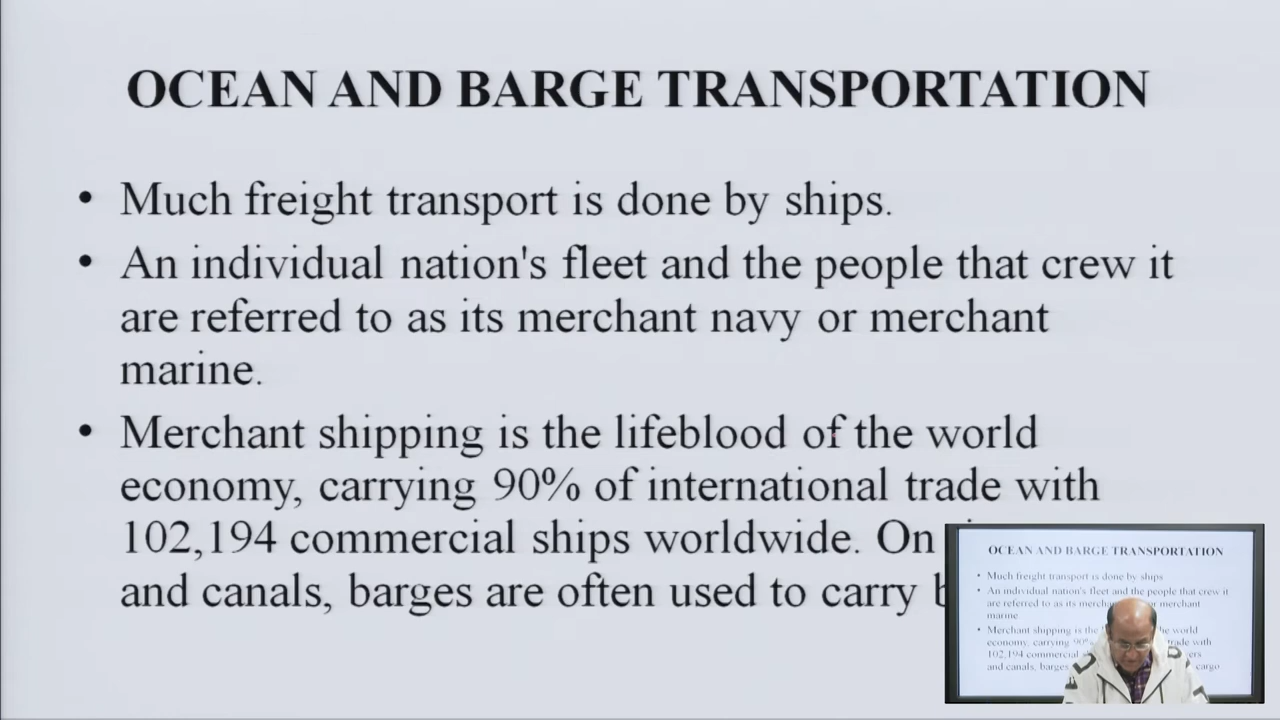 OCEAN AND BARGE TRANSPORTATION
• Much freight transport is done by ships.
• An individual nation's fleet and the people that crew it
are referred to as its merchant navy or merchant
marine.
• Merchant shipping is the lifeblood of the world
economy, carrying 90% of international trade with
102,194 commercial ships worldwide. On
and canals, barges are often used to carry
OCEAN AND BARGE TRANSPORTATION
• Much freight transport is done by ships
• An individual nation's fleet and the people that crew it
are referred to as its or merchant
marine
• Merchant shipping is the world
economy, carrying trade with
102,194 commercial
and canals, barges cargo